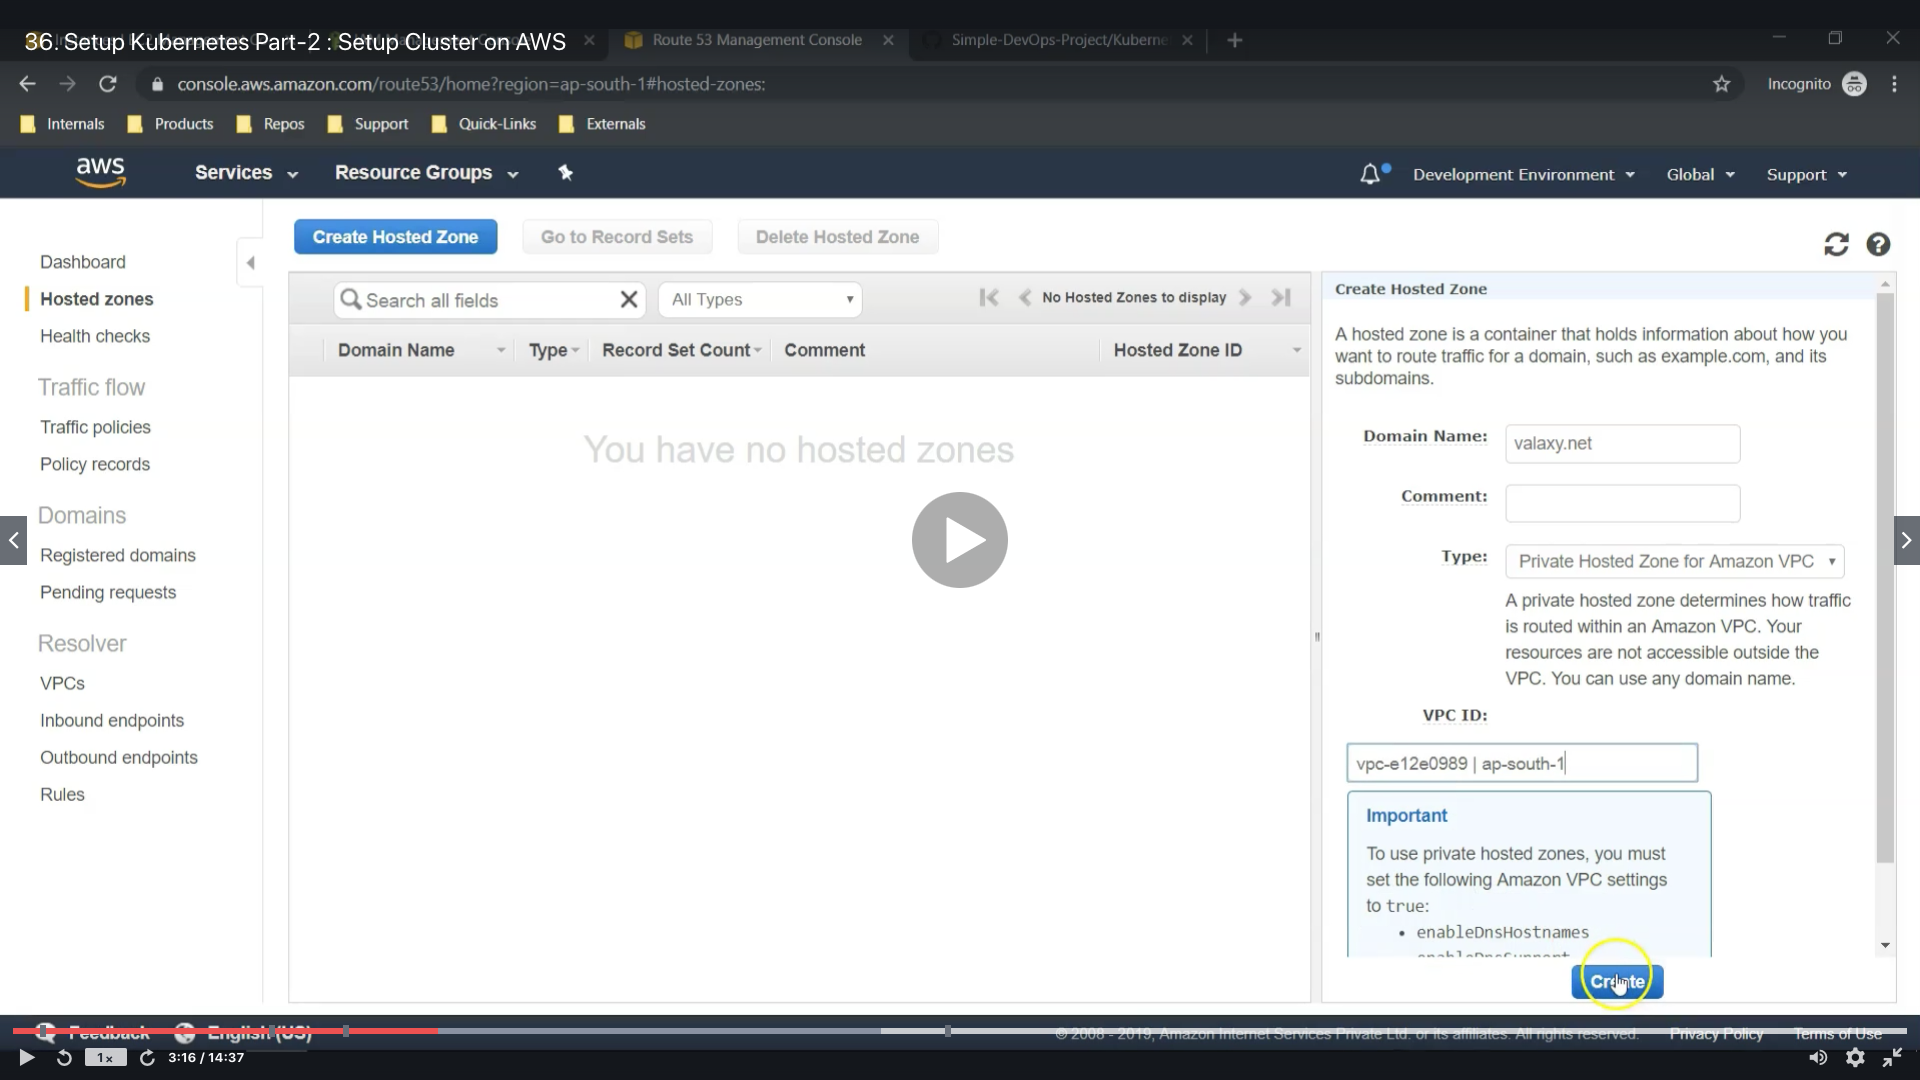 36. Setup Kubernetes Part-2 : Setup Cluster on AWS
Route 53 Management Console
Simple-DevOps-Project/Kuberne
console.aws.amazon.com/route53/home?region=ap-south-1#hosted-zones:
Incognito
Internals
Products
Repos
Support
Quick-Links
Externals
aws
Services
Resource Groups
Development Environment
Global
Support
Create Hosted Zone
Go to Record Sets
Delete Hosted Zone
Dashboard
Hosted zones
Health checks
Traffic flow
Traffic policies
Policy records
Domains
Registered domains
Pending requests
Resolver
VPCs
Inbound endpoints
Outbound endpoints
Rules
Search all fields
All Types
No Hosted Zones to display
Domain Name
Type
Record Set Count
Comment
Hosted Zone ID
You have no hosted zones
Create Hosted Zone
A hosted zone is a container that holds information about how you
want to route traffic for a domain, such as example.com, and its
subdomains.
Domain Name:
valaxy.net
Comment:
Type:
Private Hosted Zone for Amazon VPC
A private hosted zone determines how traffic
is routed within an Amazon VPC. Your
resources are not accessible outside the
VPC. You can use any domain name.
VPC ID:
vpc-e12e0989 | ap-south-1
Important
To use private hosted zones, you must
set the following Amazon VPC settings
to true:
• enableDnsHostnames
enableDnsSupport
Create
Feedback
English (US)
© 2008 - 2019, Amazon Internet Services Private Ltd. or its affiliates. All rights reserved.
Privacy Policy
Terms of Use
1x
3:16 / 14:37